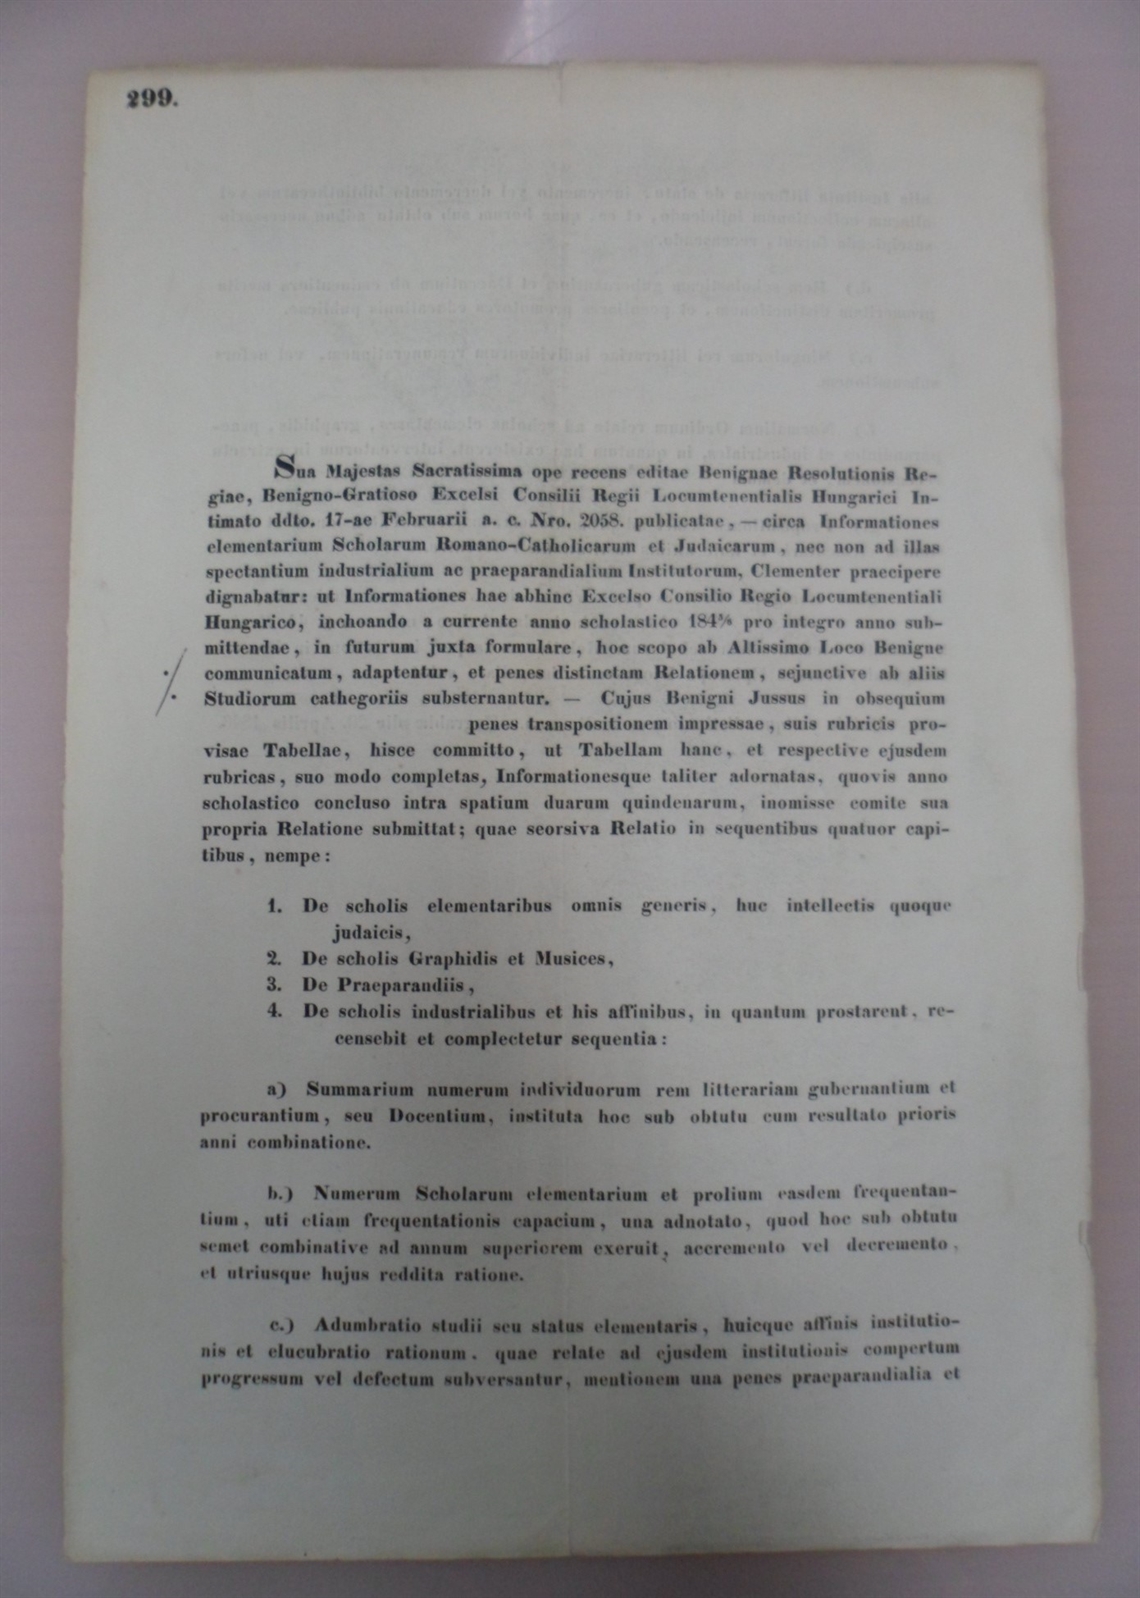 299.
Sua Majestas Sacratissima ope recens editae Benignae Resolutionis Re-
giae, Benigno-Gratioso Excelsi Consilii Regii Locumtenentialis Hungarici In-
timato ddto. 17-ae Februarii a. c. Nro. 2058. publicatae, — circa Informationes
elementarium Scholarum Romano-Catholicarum et Judaicarum, nec non ad illas
spectantium industrialium ac praeparandialium Institutorum, Clementer praecipere
dignabatur: ut Informationes hae abhinc Excelso Consilio Regio Locumtenentiali
Hungarico, inchoando a currente anno scholastico 184⅚ pro integro anno sub-
mittendae, in futurum juxta formulare, hoc scopo ab Altissimo Loco Benigne
communicatum, adaptentur, et penes distinctam Relationem, sejunctive ab aliis
Studiorum cathegoriis substernantur. — Cujus Benigni Jussus in obsequium
penes transpositionem impressae, suis rubricis pro-
visae Tabellae, hisce committo, ut Tabellam hanc, et respective ejusdem
rubricas, suo modo completas, Informationesque taliter adornatas, quovis anno
scholastico concluso intra spatium duarum quindenarum, inomisse comite sua
propria Relatione submittat; quae seorsiva Relatio in sequentibus quatuor capi-
tibus, nempe:
1. De scholis elementaribus omnis generis, huc intellectis quoque
judaicis,
2. De scholis Graphidis et Musices,
3. De Praeparandiis,
4. De scholis industrialibus et his affinibus, in quantum prostarent, re-
censebit et complectetur sequentia:
a) Summarium numerum individuorum rem litterariam gubernantium et
procurantium, seu Docentium, instituta hoc sub obtutu cum resultato prioris
anni combinatione.
b.) Numerum Scholarum elementarium et prolium easdem frequentan-
tium, uti etiam frequentationis capacium, una adnotato, quod hoc sub obtutu
semet combinative ad annum superiorem exeruit, accremento vel decremento,
et utriusque hujus reddita ratione.
c.) Adumbratio studii seu status elementaris, huicque affinis institutio-
nis et elucubratio rationum, quae relate ad ejusdem institutionis compertum
progressum vel defectum subversantur, mentionem una penes praeparandialia et